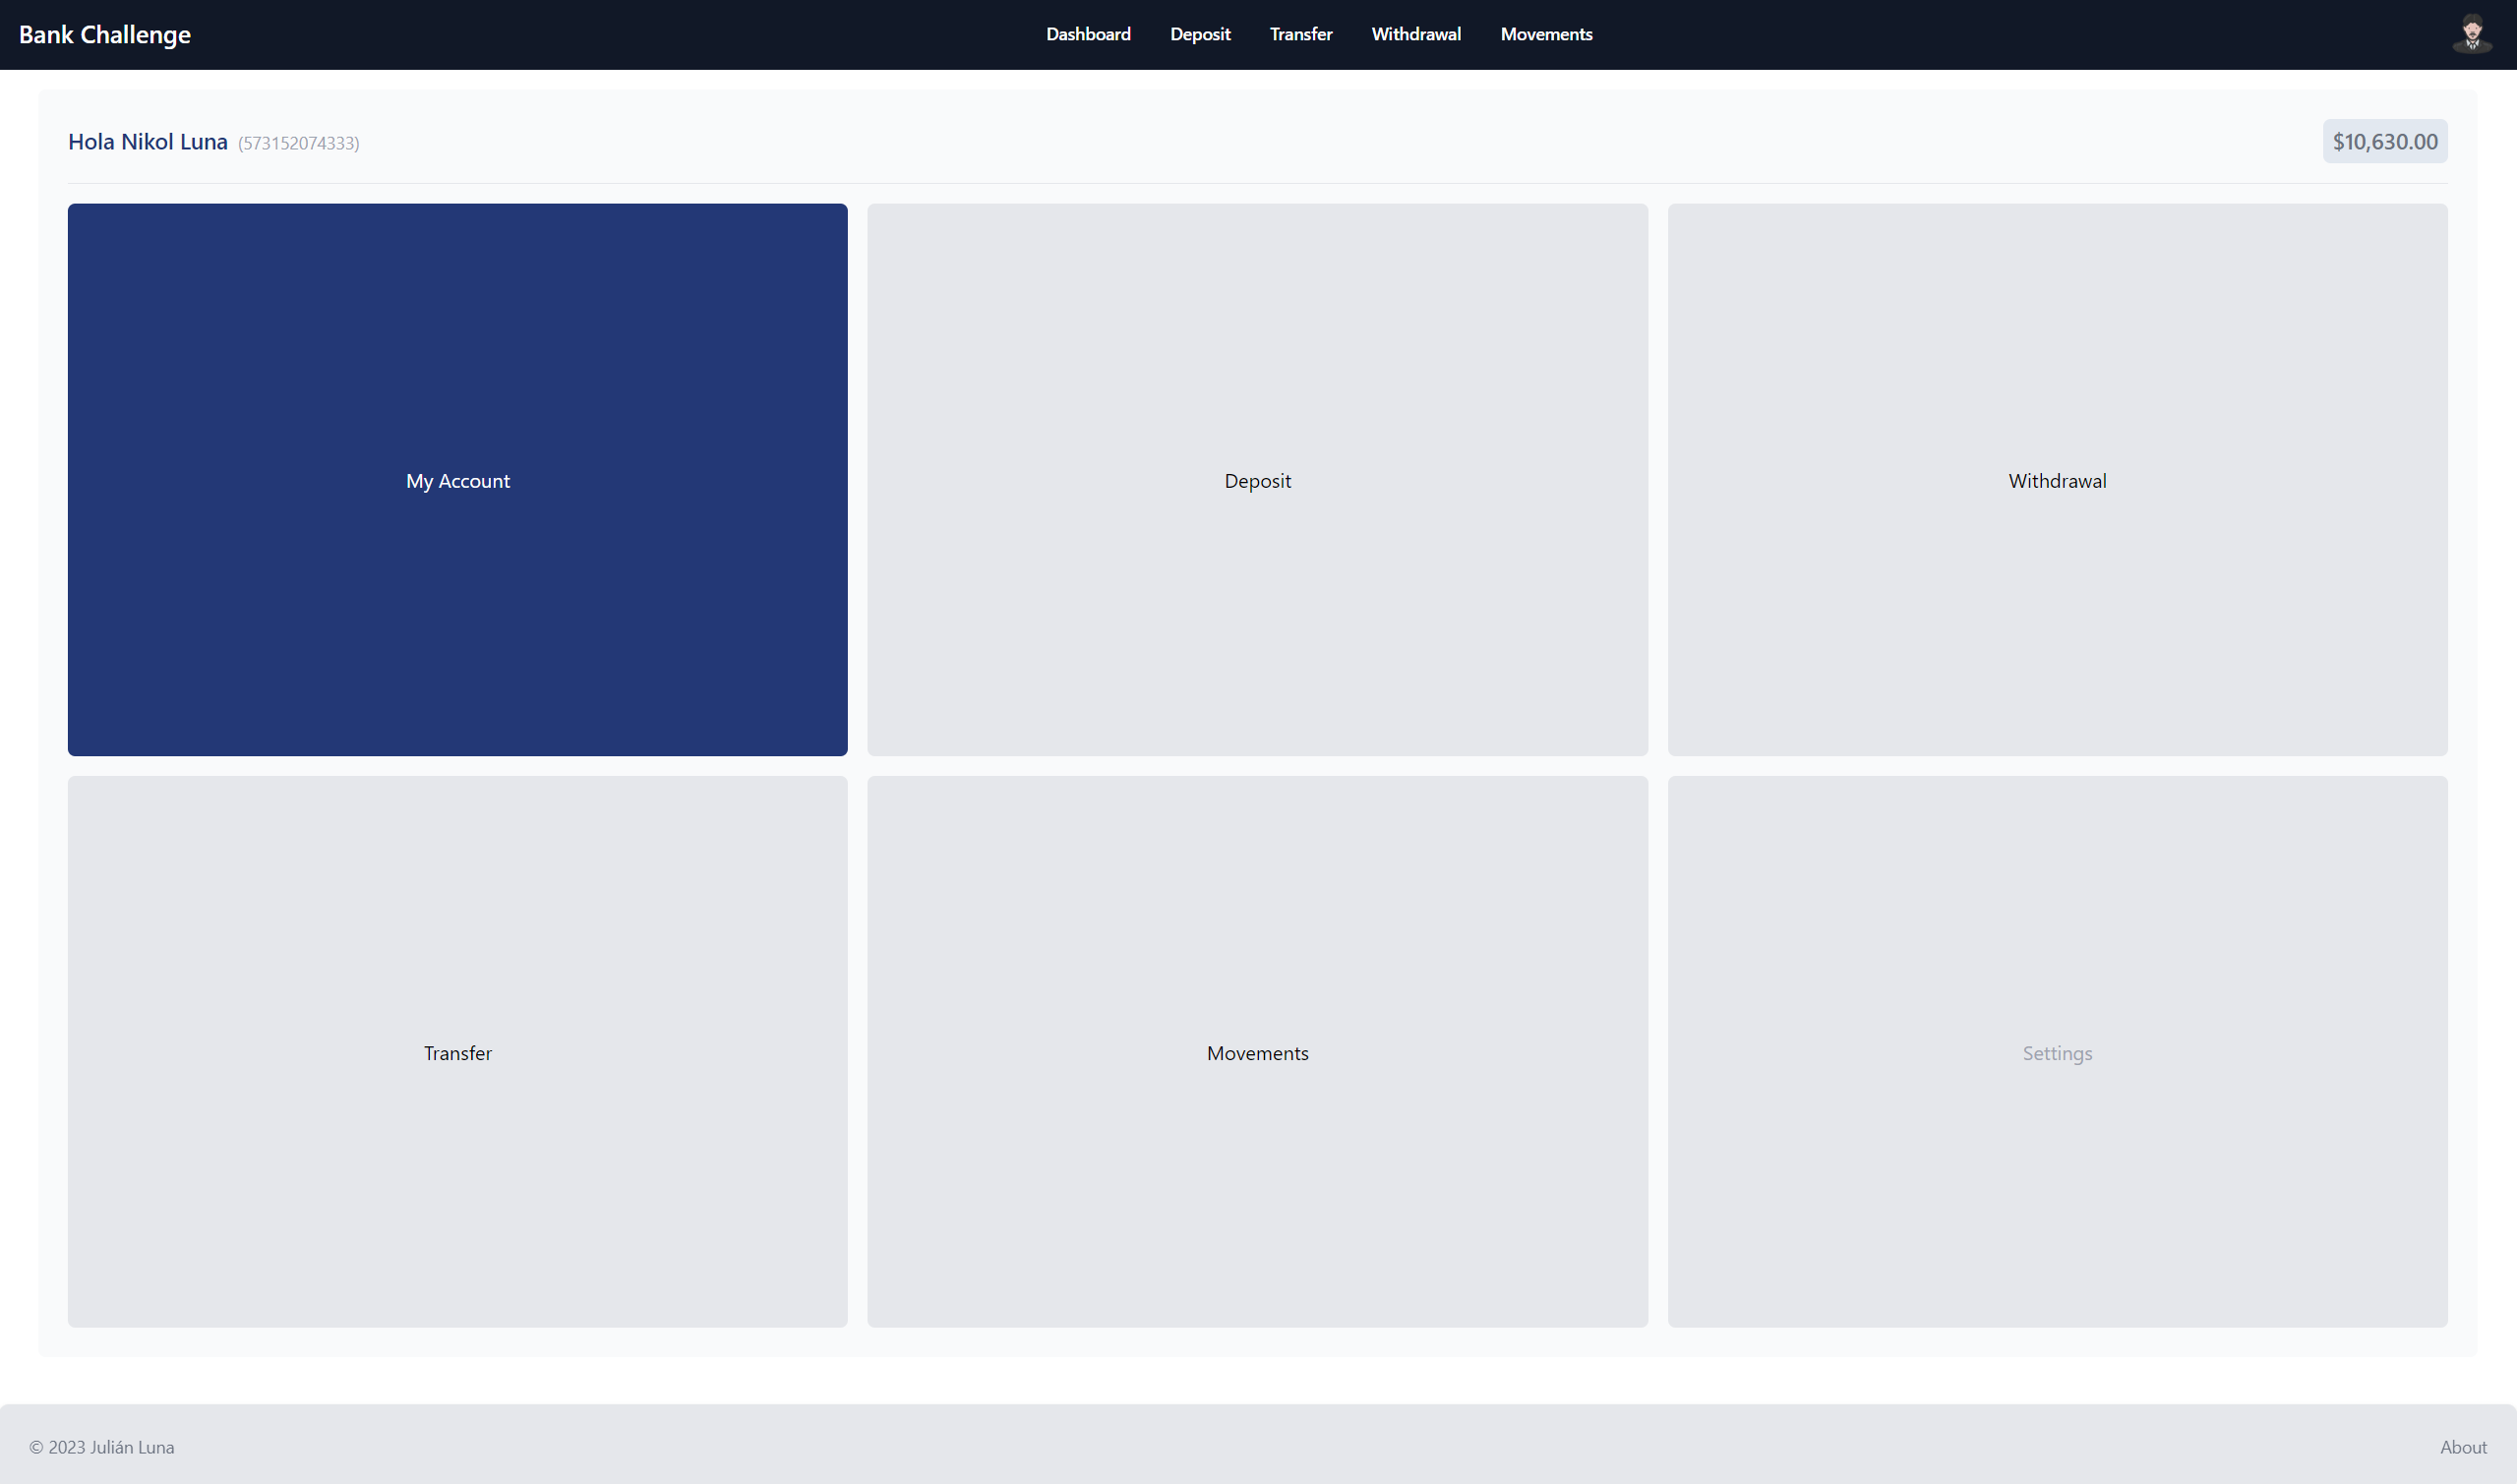 Bank Challenge
Dashboard Deposit Transfer Withdrawal Movements
Hola Nikol Luna (573152074333)
$10,630.00
My Account
Deposit
Withdrawal
Transfer
Movements
Settings
© 2023 Julián Luna
About